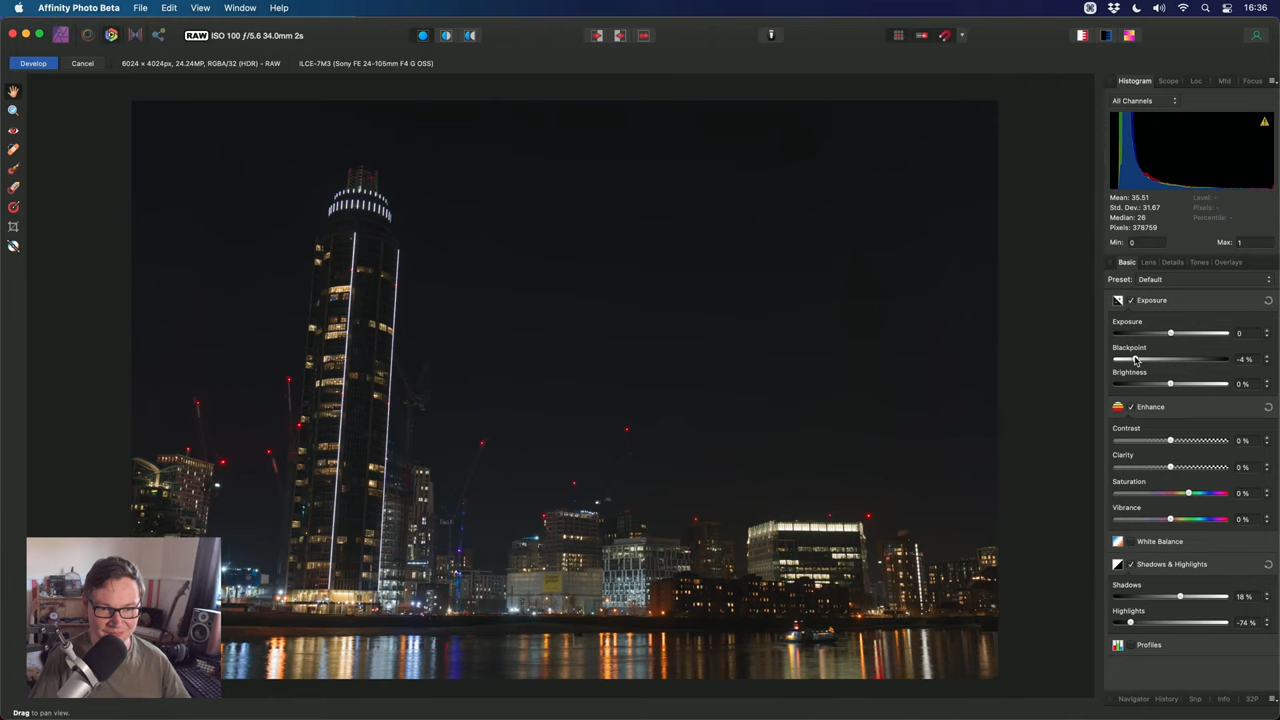 Affinity Photo Beta File Edit View Window Help 16:36
RAW ISO 100 ƒ/5.6 34.0mm 2s
Develop Cancel 6024 × 4024px, 24.24MP, RGBA/32 (HDR) - RAW ILCE-7M3 (Sony FE 24-105mm F4 G OSS)
Histogram Scope Loc Mtd Focus
All Channels
Mean: 35.51 Level: -
Std. Dev.: 31.67 Pixels: -
Median: 26 Percentile: -
Pixels: 378759
Min: 0 Max: 1
Basic Lens Details Tones Overlays
Preset: Default
Exposure
Exposure
0
Blackpoint
-4 %
Brightness
0 %
Enhance
Contrast
0 %
Clarity
0 %
Saturation
0 %
Vibrance
0 %
White Balance
Shadows & Highlights
Shadows
18 %
Highlights
-74 %
Profiles
Navigator History Snp Info 32P
Drag to pan view.